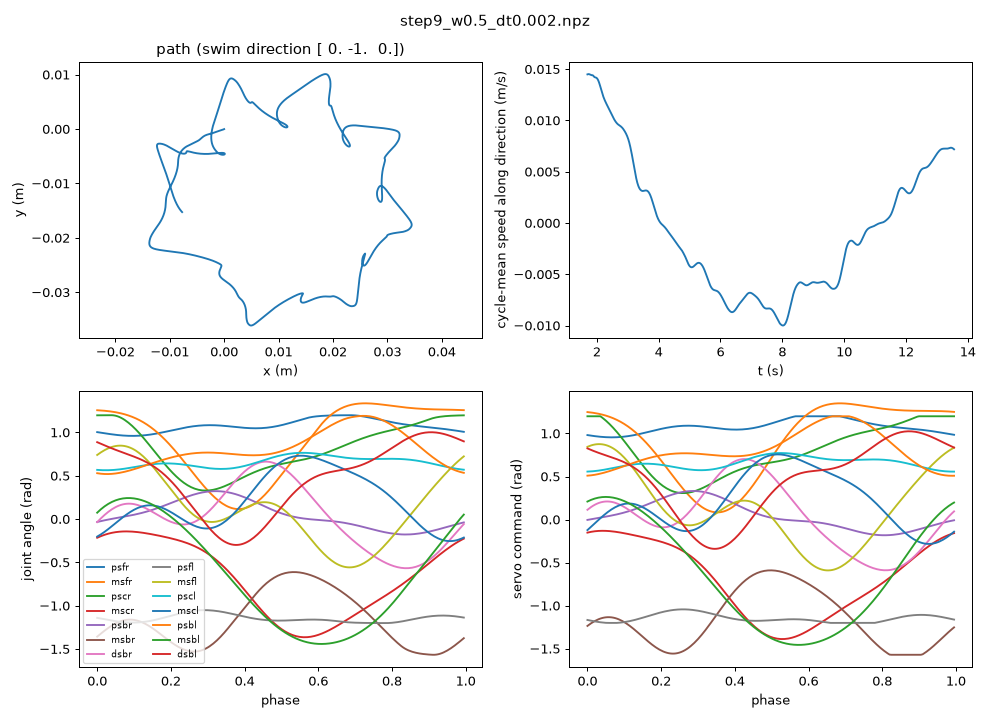 step9_w0.5_dt0.002.npz
path (swim direction [ 0. -1.  0.])
0.01
0.00
−0.01
−0.02
−0.03
y (m)
−0.02
−0.01
0.00
0.01
0.02
0.03
0.04
x (m)
cycle-mean speed along direction (m/s)
0.015
0.010
0.005
0.000
−0.005
−0.010
2
4
6
8
10
12
14
t (s)
joint angle (rad)
1.0
0.5
0.0
−0.5
−1.0
−1.5
psfr
msfr
pscr
mscr
psbr
msbr
dsbr
psfl
msfl
pscl
mscl
psbl
msbl
dsbl
0.0
0.2
0.4
0.6
0.8
1.0
phase
servo command (rad)
1.0
0.5
0.0
−0.5
−1.0
−1.5
0.0
0.2
0.4
0.6
0.8
1.0
phase